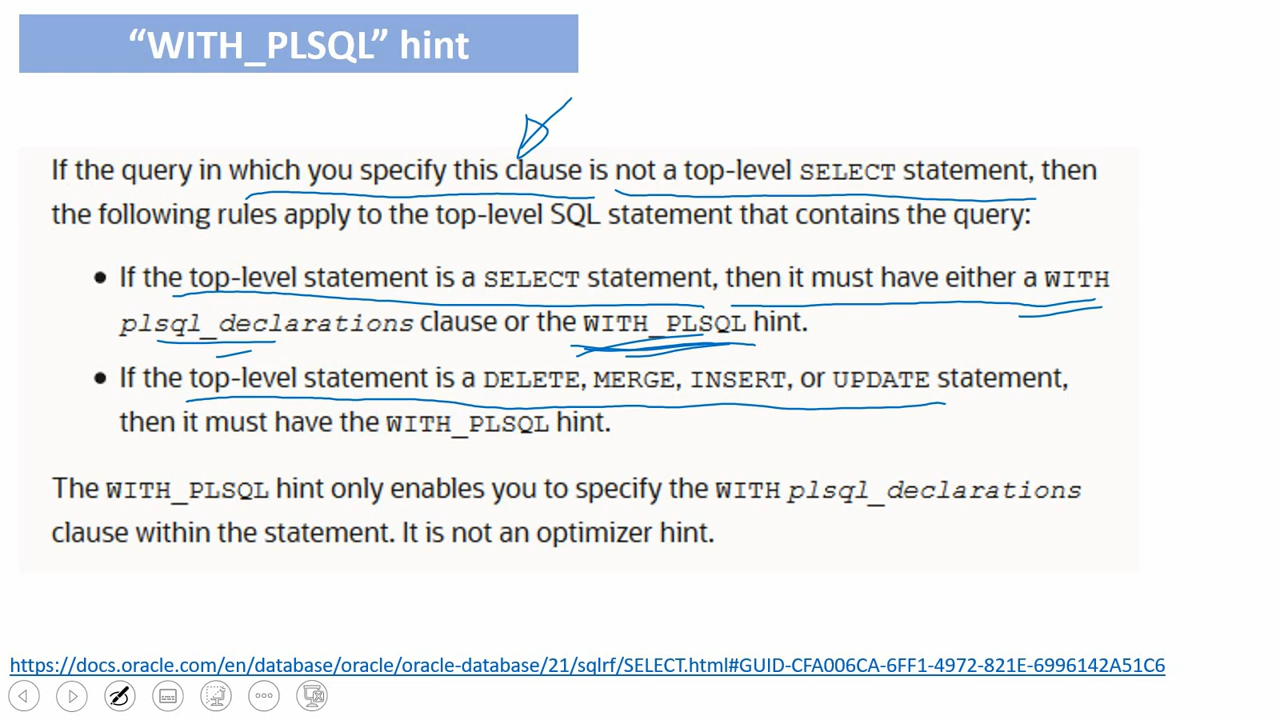 “WITH_PLSQL” hint
If the query in which you specify this clause is not a top-level SELECT statement, then
the following rules apply to the top-level SQL statement that contains the query:
• If the top-level statement is a SELECT statement, then it must have either a WITH
plsql_declarations clause or the WITH_PLSQL hint.
• If the top-level statement is a DELETE, MERGE, INSERT, or UPDATE statement,
then it must have the WITH_PLSQL hint.
The WITH_PLSQL hint only enables you to specify the WITH plsql_declarations
clause within the statement. It is not an optimizer hint.
https://docs.oracle.com/en/database/oracle/oracle-database/21/sqlrf/SELECT.html#GUID-CFA006CA-6FF1-4972-821E-6996142A51C6